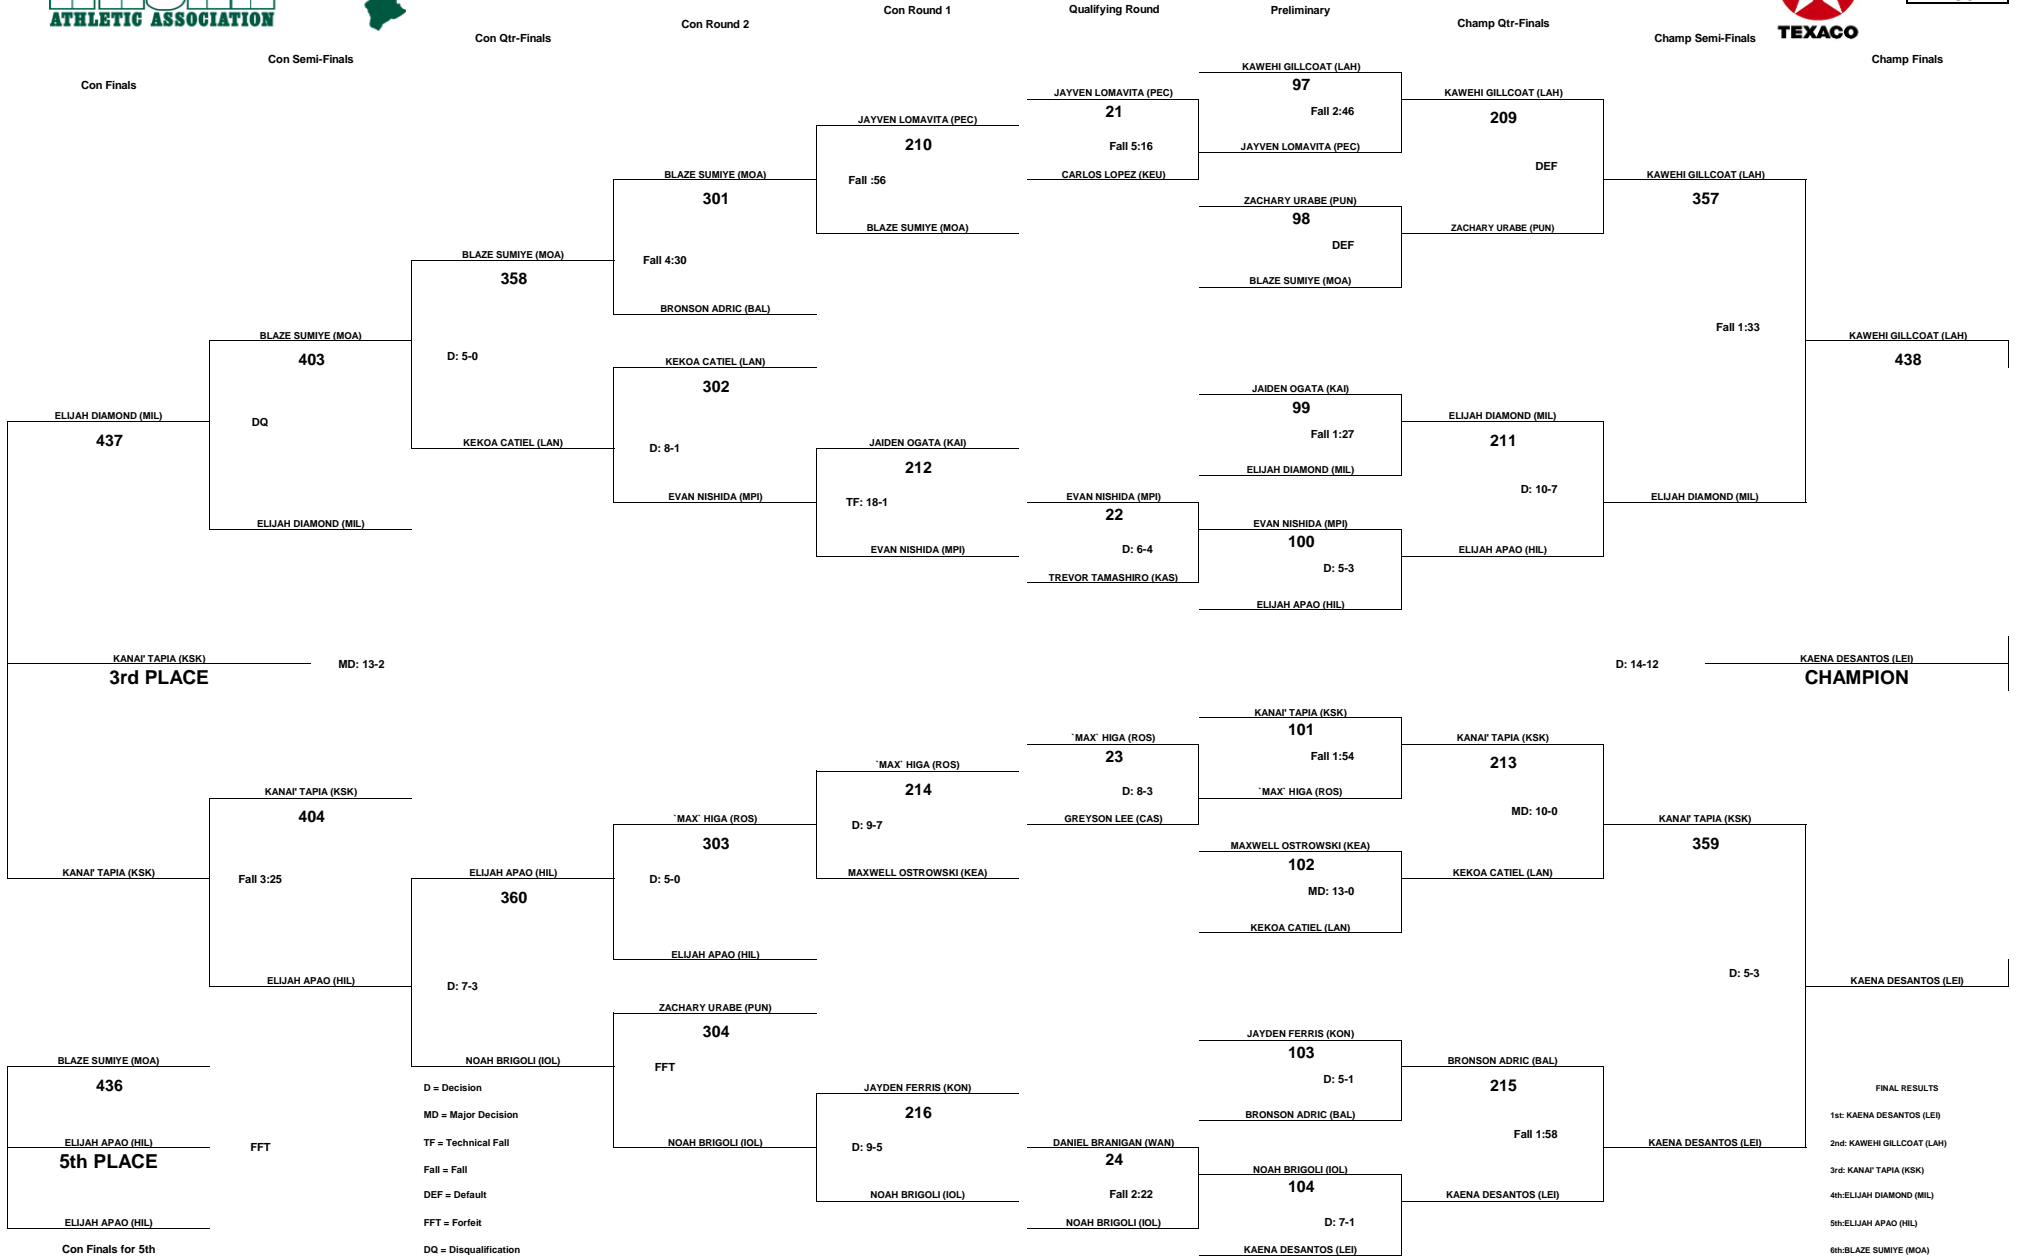 ATHLETIC ASSOCIATION
TEXACO
Con Finals
Con Semi-Finals
Con Qtr-Finals
Con Round 2
Con Round 1
Qualifying Round
Preliminary
Champ Qtr-Finals
Champ Semi-Finals
Champ Finals
ELIJAH DIAMOND (MIL)
437
KANAI' TAPIA (KSK)
3rd PLACE
MD: 13-2
KANAI' TAPIA (KSK)
BLAZE SUMIYE (MOA)
436
ELIJAH APAO (HIL)
5th PLACE
FFT
ELIJAH APAO (HIL)
Con Finals for 5th
BLAZE SUMIYE (MOA)
403
DQ
ELIJAH DIAMOND (MIL)
KANAI' TAPIA (KSK)
404
Fall 3:25
ELIJAH APAO (HIL)
BLAZE SUMIYE (MOA)
358
D: 5-0
KEKOA CATIEL (LAN)
ELIJAH APAO (HIL)
360
D: 7-3
NOAH BRIGOLI (IOL)
D = Decision
MD = Major Decision
TF = Technical Fall
Fall = Fall
DEF = Default
FFT = Forfeit
DQ = Disqualification
BLAZE SUMIYE (MOA)
301
Fall 4:30
BRONSON ADRIC (BAL)
KEKOA CATIEL (LAN)
302
D: 8-1
EVAN NISHIDA (MPI)
`MAX` HIGA (ROS)
303
D: 5-0
ELIJAH APAO (HIL)
ZACHARY URABE (PUN)
304
FFT
NOAH BRIGOLI (IOL)
JAYVEN LOMAVITA (PEC)
210
Fall :56
BLAZE SUMIYE (MOA)
JAIDEN OGATA (KAI)
212
TF: 18-1
EVAN NISHIDA (MPI)
`MAX` HIGA (ROS)
214
D: 9-7
MAXWELL OSTROWSKI (KEA)
JAYDEN FERRIS (KON)
216
D: 9-5
NOAH BRIGOLI (IOL)
JAYVEN LOMAVITA (PEC)
21
Fall 5:16
CARLOS LOPEZ (KEU)
EVAN NISHIDA (MPI)
22
D: 6-4
TREVOR TAMASHIRO (KAS)
`MAX` HIGA (ROS)
23
D: 8-3
GREYSON LEE (CAS)
DANIEL BRANIGAN (WAN)
24
Fall 2:22
NOAH BRIGOLI (IOL)
KAWEHI GILLCOAT (LAH)
97
Fall 2:46
JAYVEN LOMAVITA (PEC)
ZACHARY URABE (PUN)
98
DEF
BLAZE SUMIYE (MOA)
JAIDEN OGATA (KAI)
99
Fall 1:27
ELIJAH DIAMOND (MIL)
EVAN NISHIDA (MPI)
100
D: 5-3
ELIJAH APAO (HIL)
KANAI' TAPIA (KSK)
101
Fall 1:54
`MAX` HIGA (ROS)
MAXWELL OSTROWSKI (KEA)
102
MD: 13-0
KEKOA CATIEL (LAN)
JAYDEN FERRIS (KON)
103
D: 5-1
BRONSON ADRIC (BAL)
NOAH BRIGOLI (IOL)
104
D: 7-1
KAENA DESANTOS (LEI)
KAWEHI GILLCOAT (LAH)
209
DEF
ZACHARY URABE (PUN)
ELIJAH DIAMOND (MIL)
211
D: 10-7
ELIJAH APAO (HIL)
KANAI' TAPIA (KSK)
213
MD: 10-0
KEKOA CATIEL (LAN)
BRONSON ADRIC (BAL)
215
Fall 1:58
KAENA DESANTOS (LEI)
KAWEHI GILLCOAT (LAH)
357
Fall 1:33
ELIJAH DIAMOND (MIL)
KANAI' TAPIA (KSK)
359
D: 5-3
KAENA DESANTOS (LEI)
KAWEHI GILLCOAT (LAH)
438
D: 14-12
KAENA DESANTOS (LEI)
CHAMPION
KAENA DESANTOS (LEI)
FINAL RESULTS
1st: KAENA DESANTOS (LEI)
2nd: KAWEHI GILLCOAT (LAH)
3rd: KANAI' TAPIA (KSK)
4th:ELIJAH DIAMOND (MIL)
5th:ELIJAH APAO (HIL)
6th:BLAZE SUMIYE (MOA)